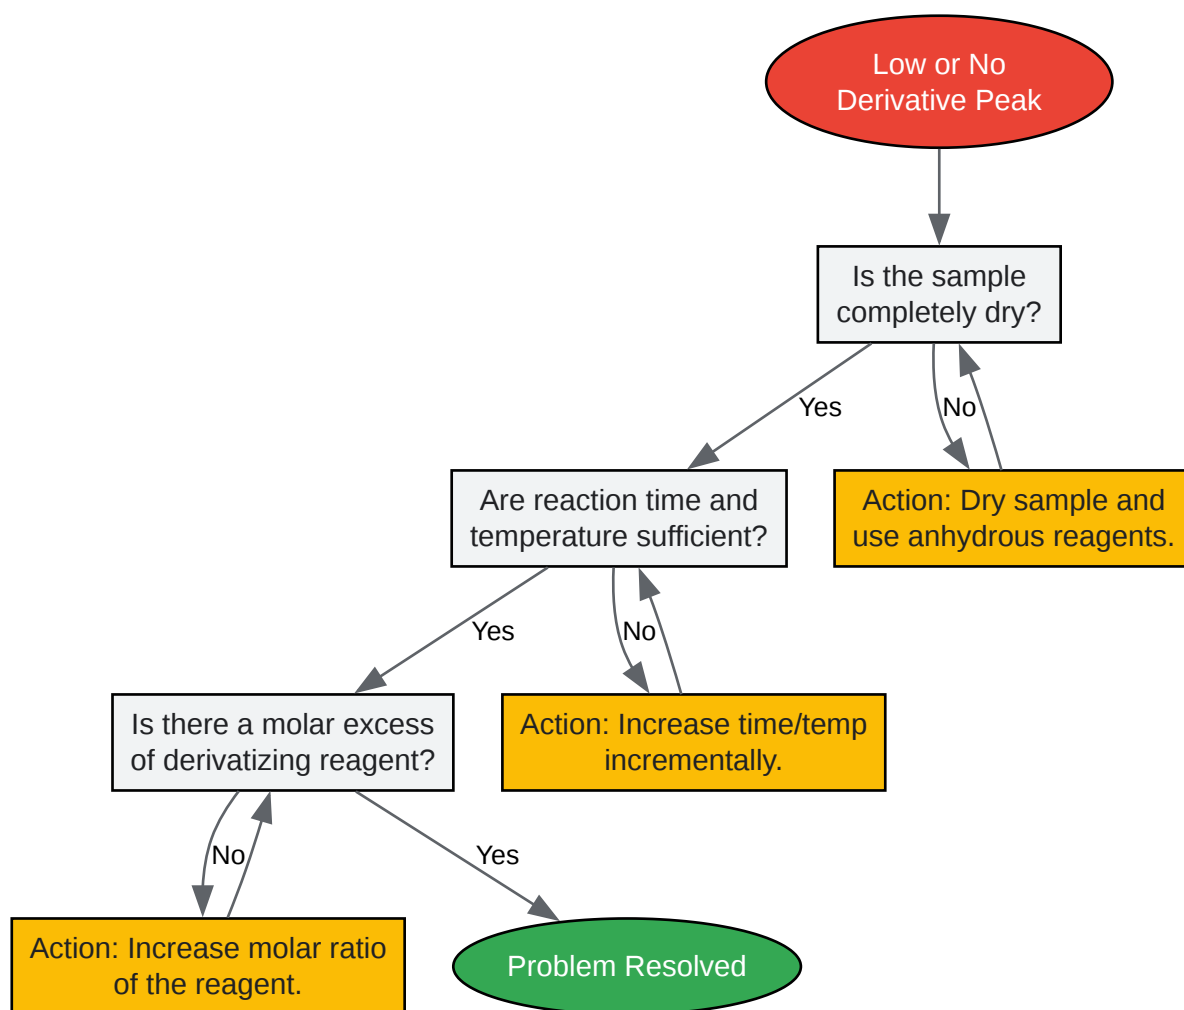 Low or No
Derivative Peak
Is the sample
completely dry?
Yes
No
Are reaction time and
temperature sufficient?
Action: Dry sample and
use anhydrous reagents.
Yes
No
Is there a molar excess
of derivatizing reagent?
Action: Increase time/temp
incrementally.
No
Yes
Action: Increase molar ratio
of the reagent.
Problem Resolved